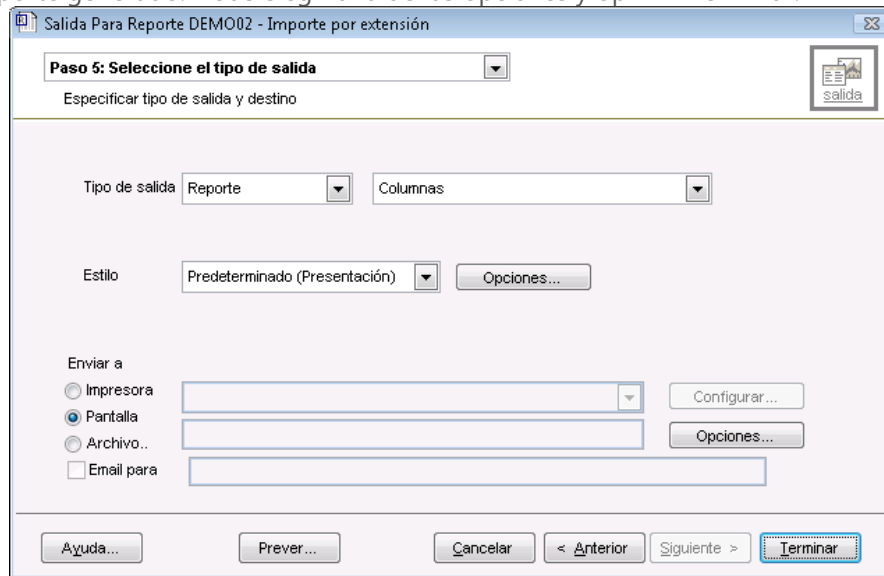 Salida Para Reporte DEMO02 - Importe por extensión
Paso 5: Seleccione el tipo de salida
Especificar tipo de salida y destino
salida
Tipo de salida Reporte Columnas
Estilo Predeterminado (Presentación) Opciones...
Enviar a
Impresora Configurar...
Pantalla
Archivo.. Opciones...
Email para
Ayuda... Prever... Cancelar < Anterior Siguiente > Terminar